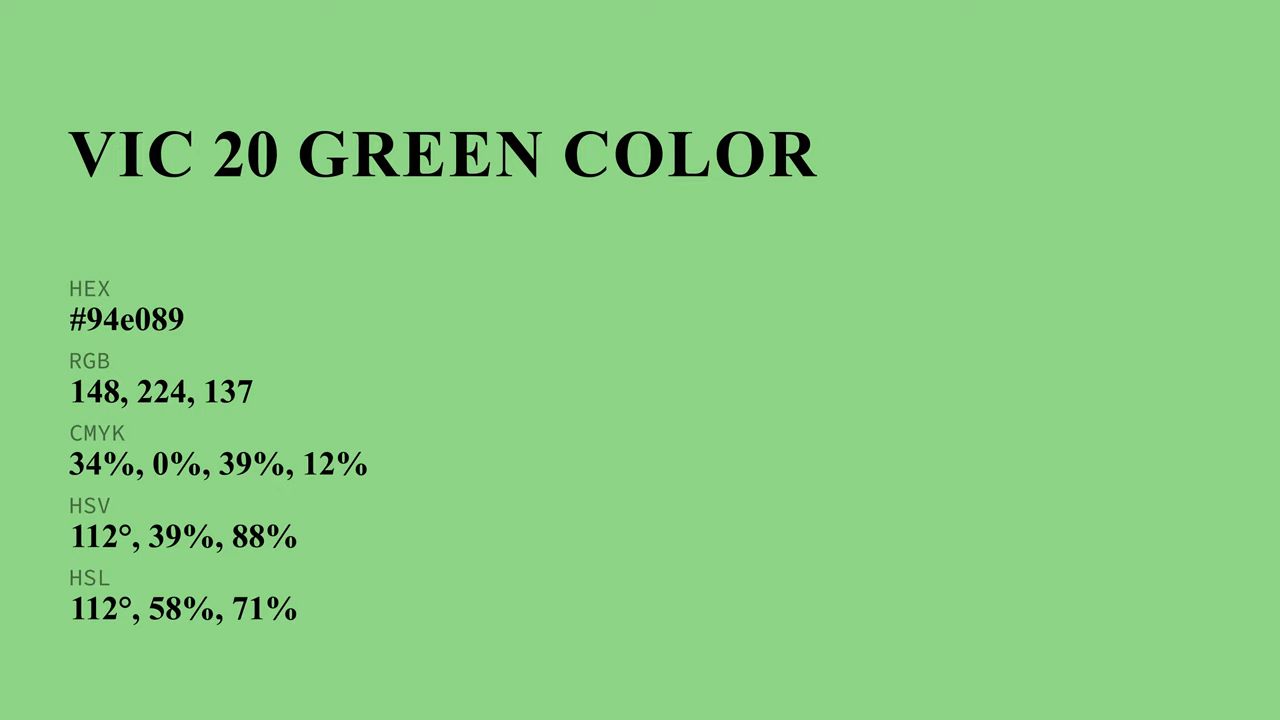 VIC 20 GREEN COLOR
HEX
#94e089
RGB
148, 224, 137
CMYK
34%, 0%, 39%, 12%
HSV
112°, 39%, 88%
HSL
112°, 58%, 71%